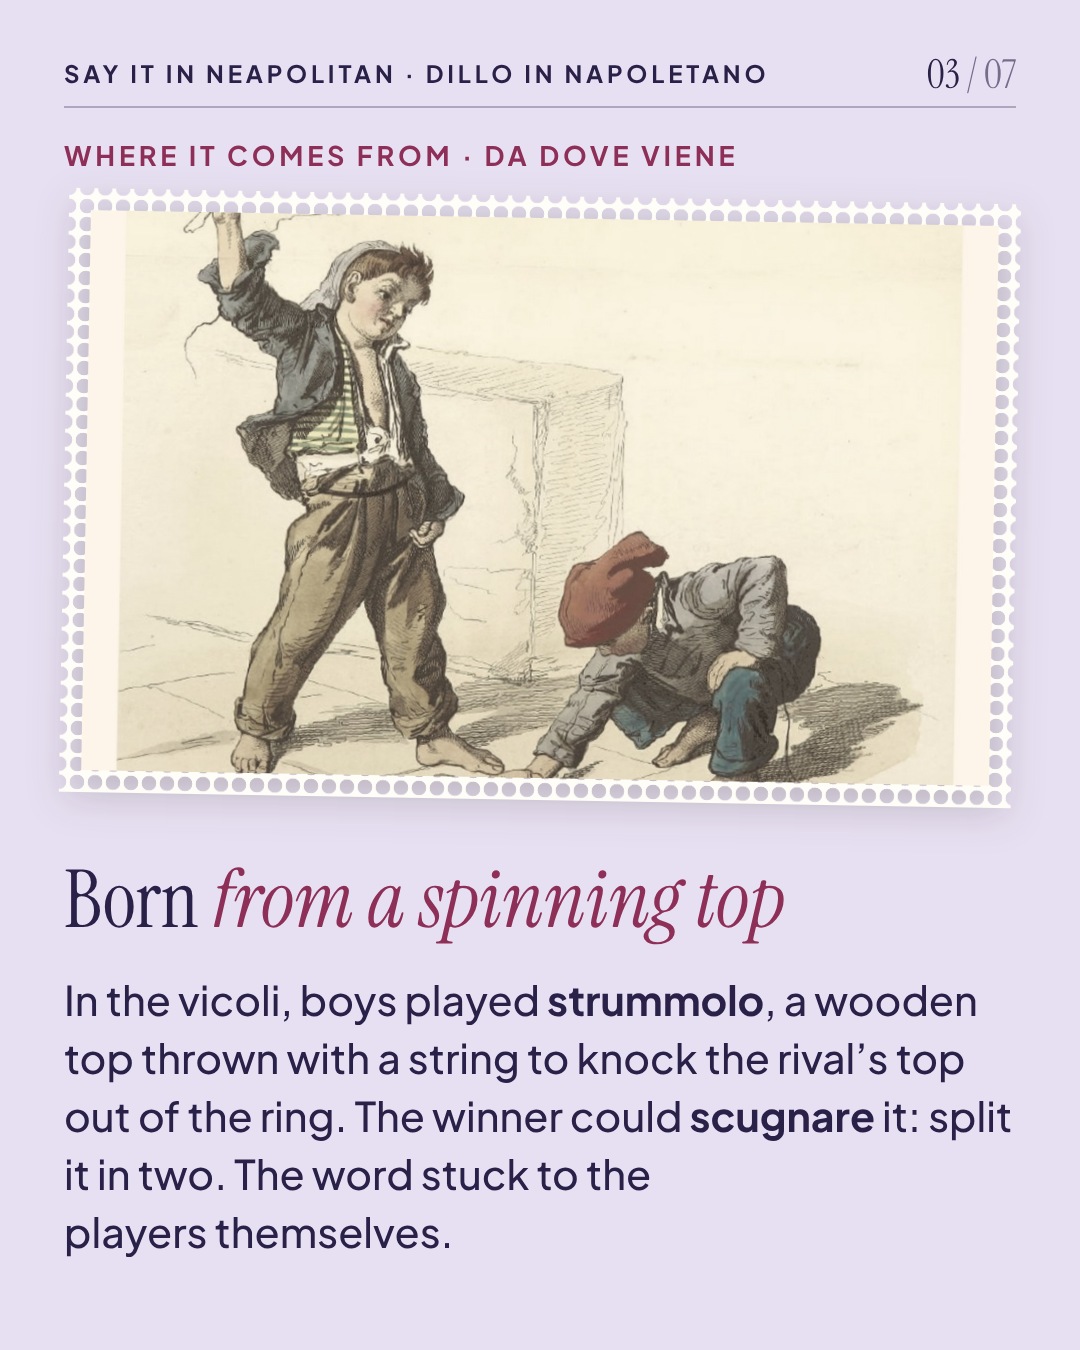 SAY IT IN NEAPOLITAN · DILLO IN NAPOLETANO
03 / 07
WHERE IT COMES FROM · DA DOVE VIENE
Born from a spinning top
In the vicoli, boys played strummolo, a wooden
top thrown with a string to knock the rival’s top
out of the ring. The winner could scugnare it: split
it in two. The word stuck to the
players themselves.